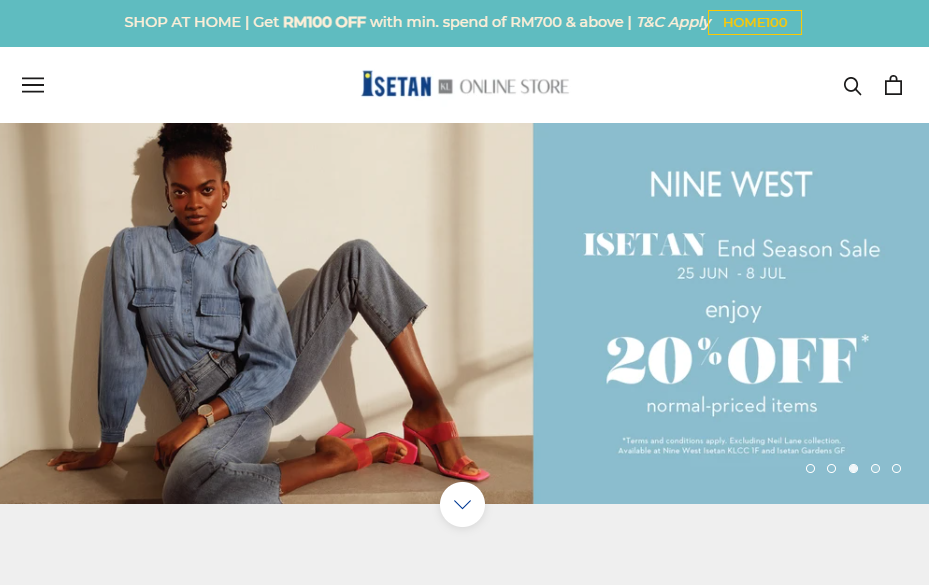 SHOP AT HOME | Get RM100 OFF with min. spend of RM700 & above | T&C Apply HOME100
ISETAN KL ONLINE STORE
NINE WEST
ISETAN End Season Sale
25 JUN - 8 JUL
enjoy
20% OFF*
normal-priced items
*Terms and conditions apply. Excluding Neil Lane collection.
Available at Nine West Isetan KLCC 1F and Isetan Gardens GF